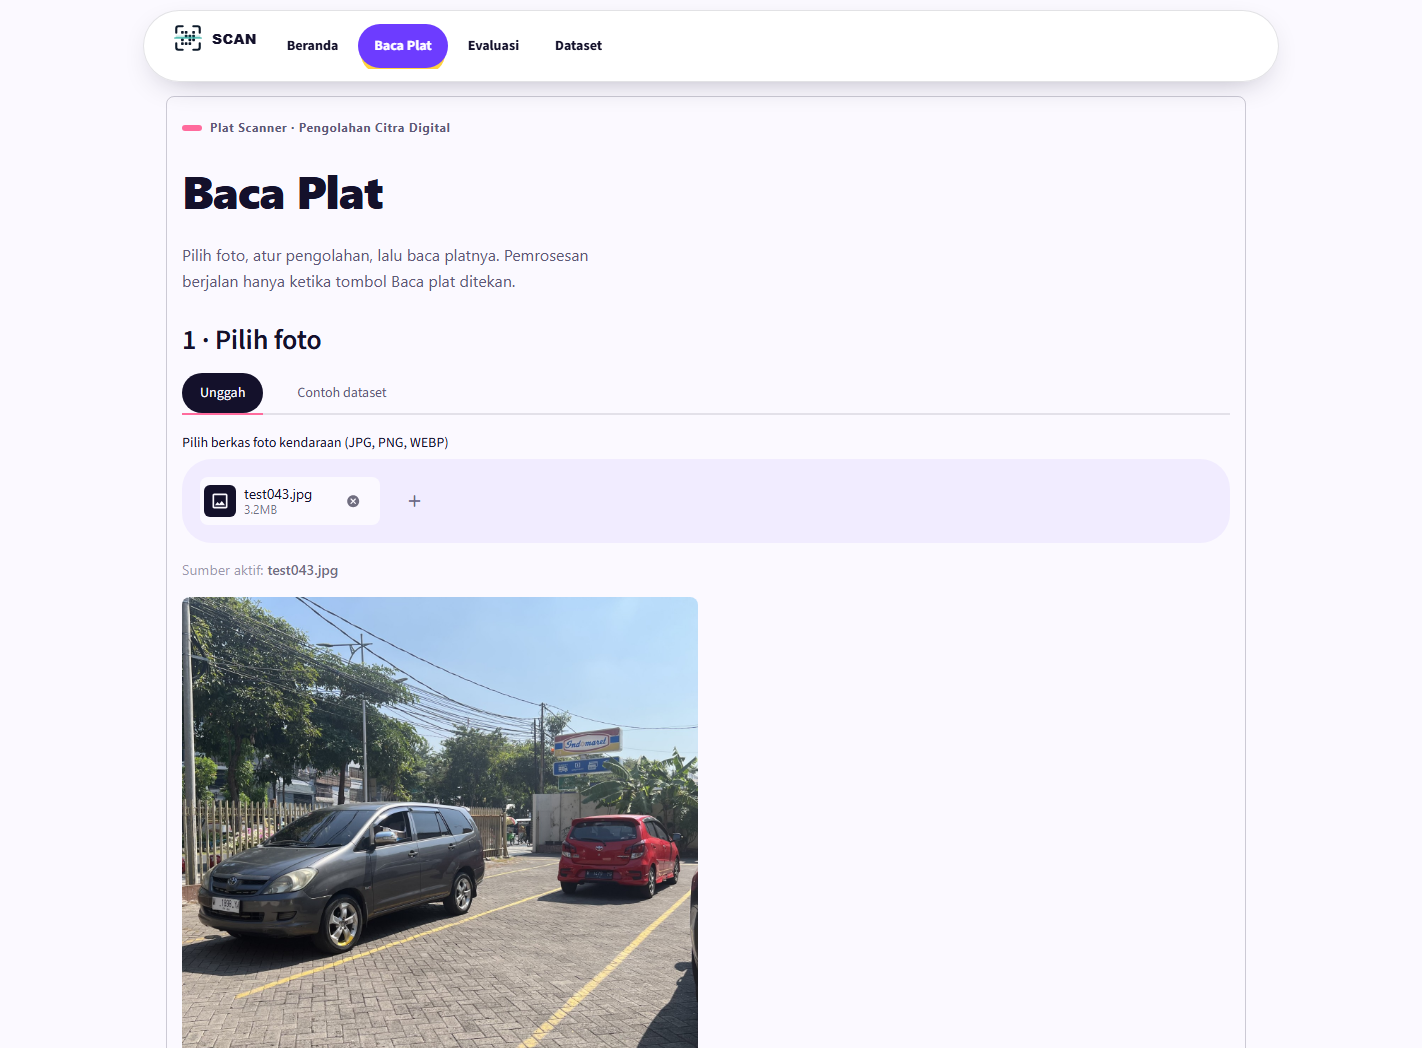 SCAN
Beranda
Baca Plat
Evaluasi
Dataset
Plat Scanner · Pengolahan Citra Digital
Baca Plat
Pilih foto, atur pengolahan, lalu baca platnya. Pemrosesan
berjalan hanya ketika tombol Baca plat ditekan.
1 · Pilih foto
Unggah
Contoh dataset
Pilih berkas foto kendaraan (JPG, PNG, WEBP)
test043.jpg
3.2MB
Sumber aktif: test043.jpg
Indomaret